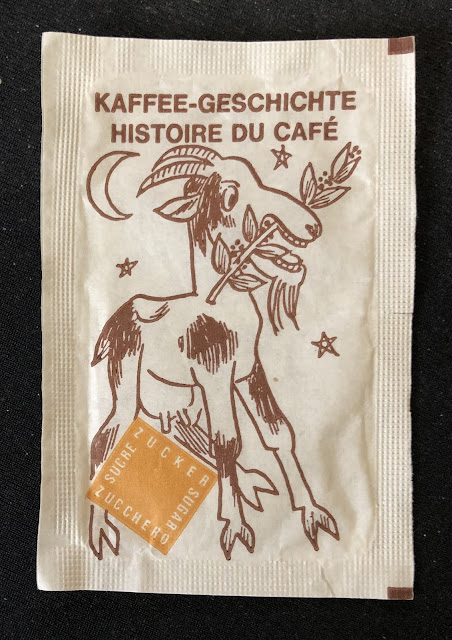 KAFFEE-GESCHICHTE
HISTOIRE DU CAFÉ
ZUCKER
SUCRE
SUGAR
ZUCCHERO